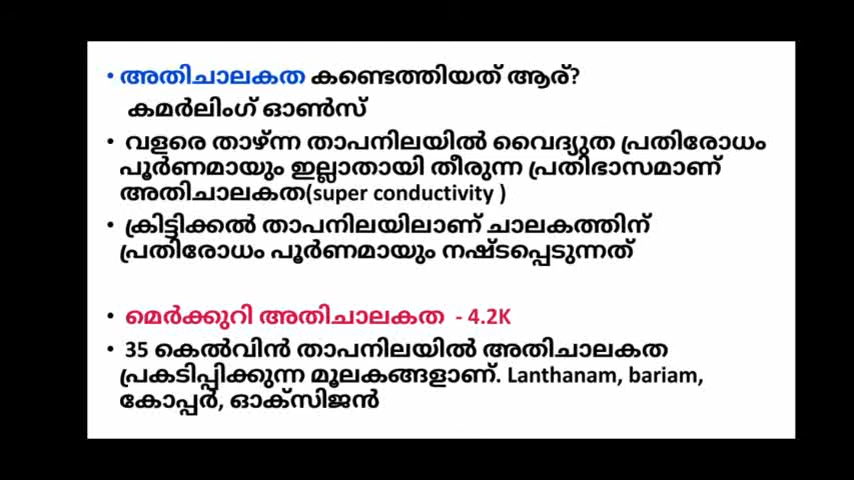 • അതിചാലകത കണ്ടെത്തിയത് ആര്?
കമർലിംഗ് ഓൺസ്
• വളരെ താഴ്ന്ന താപനിലയിൽ വൈദ്യുത പ്രതിരോധം
പൂർണമായും ഇല്ലാതായി തീരുന്ന പ്രതിഭാസമാണ്
അതിചാലകത(super conductivity )
• ക്രിട്ടിക്കൽ താപനിലയിലാണ് ചാലകത്തിന്
പ്രതിരോധം പൂർണമായും നഷ്ടപ്പെടുന്നത്
• മെർക്കുറി അതിചാലകത - 4.2K
• 35 കെൽവിൻ താപനിലയിൽ അതിചാലകത
പ്രകടിപ്പിക്കുന്ന മൂലകങ്ങളാണ്. Lanthanam, bariam,
കോപ്പർ, ഓക്സിജൻ